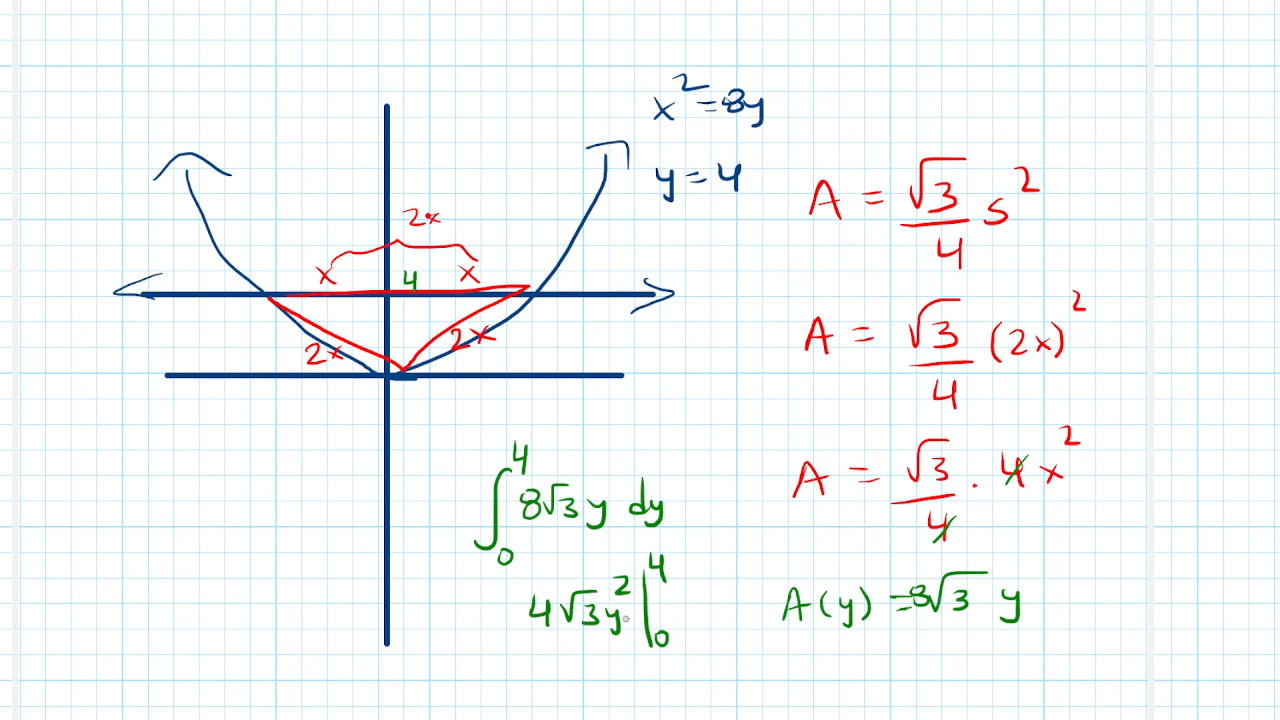 x² = 8y
y = 4
2x
x 4 x
2x 2x
A = √3/4 s²
A = √3/4 (2x)²
A = √3/4 · 4x²
A(y) = 8√3 y
∫₀⁴ 8√3y dy
4√3y² |₀⁴